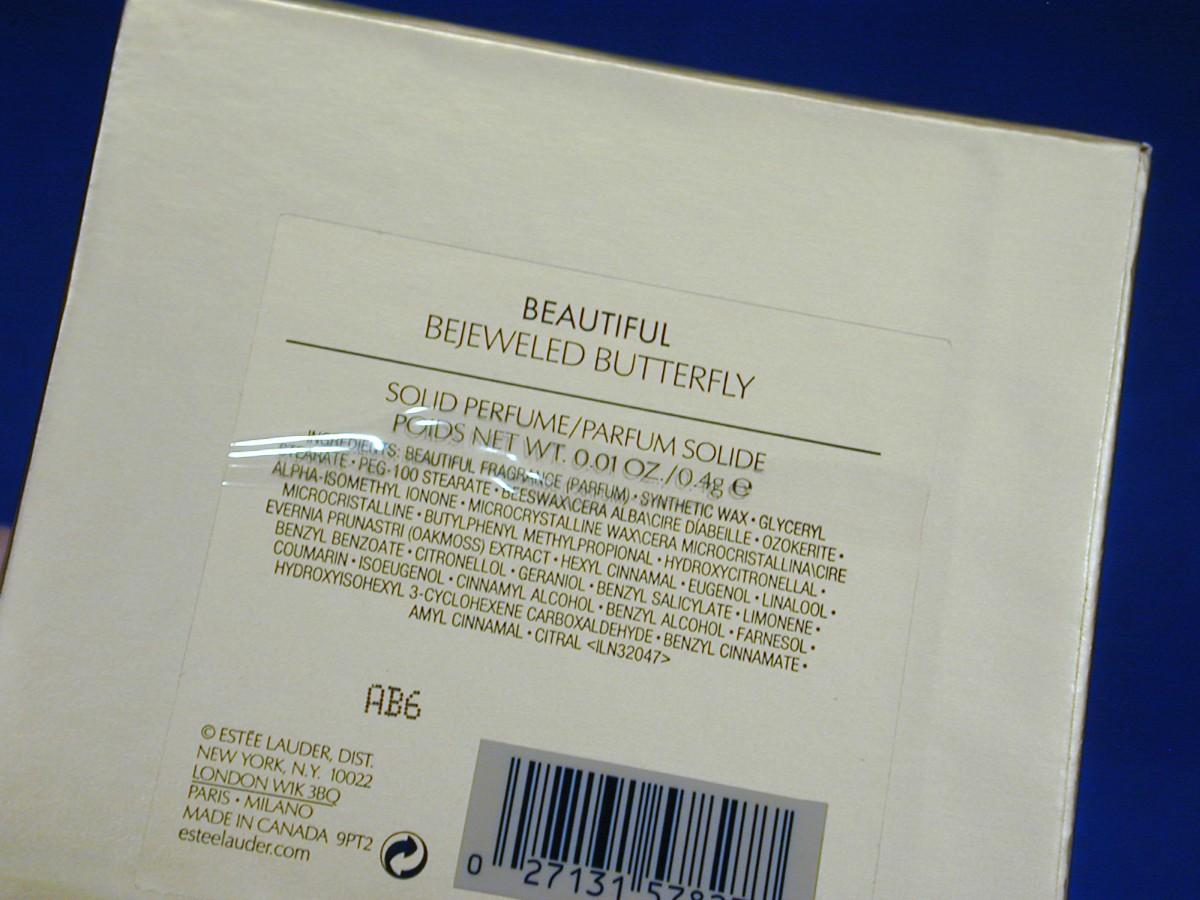 BEAUTIFUL
BEJEWELED BUTTERFLY
SOLID PERFUME/PARFUM SOLIDE
POIDS NET WT. 0.01 OZ./0.4g ℮
INGREDIENTS: BEAUTIFUL FRAGRANCE (PARFUM) • SYNTHETIC WAX • GLYCERYL
STEARATE • PEG-100 STEARATE • BEESWAX\CERA ALBA\CIRE DÍABEILLE • OZOKERITE •
ALPHA-ISOMETHYL IONONE • MICROCRYSTALLINE WAX\CERA MICROCRISTALLINA\CIRE
MICROCRISTALLINE • BUTYLPHENYL METHYLPROPIONAL • HYDROXYCITRONELLAL •
EVERNIA PRUNASTRI (OAKMOSS) EXTRACT • HEXYL CINNAMAL • EUGENOL • LINALOOL •
BENZYL BENZOATE • CITRONELLOL • GERANIOL • BENZYL SALICYLATE • LIMONENE •
COUMARIN • ISOEUGENOL • CINNAMYL ALCOHOL • BENZYL ALCOHOL • FARNESOL •
HYDROXYISOHEXYL 3-CYCLOHEXENE CARBOXALDEHYDE • BENZYL CINNAMATE •
AMYL CINNAMAL • CITRAL <ILN32047>
AB6
© ESTÉE LAUDER, DIST.
NEW YORK, N.Y. 10022
LONDON W1K 3BQ
PARIS • MILANO
MADE IN CANADA 9PT2
esteelauder.com
0 27131